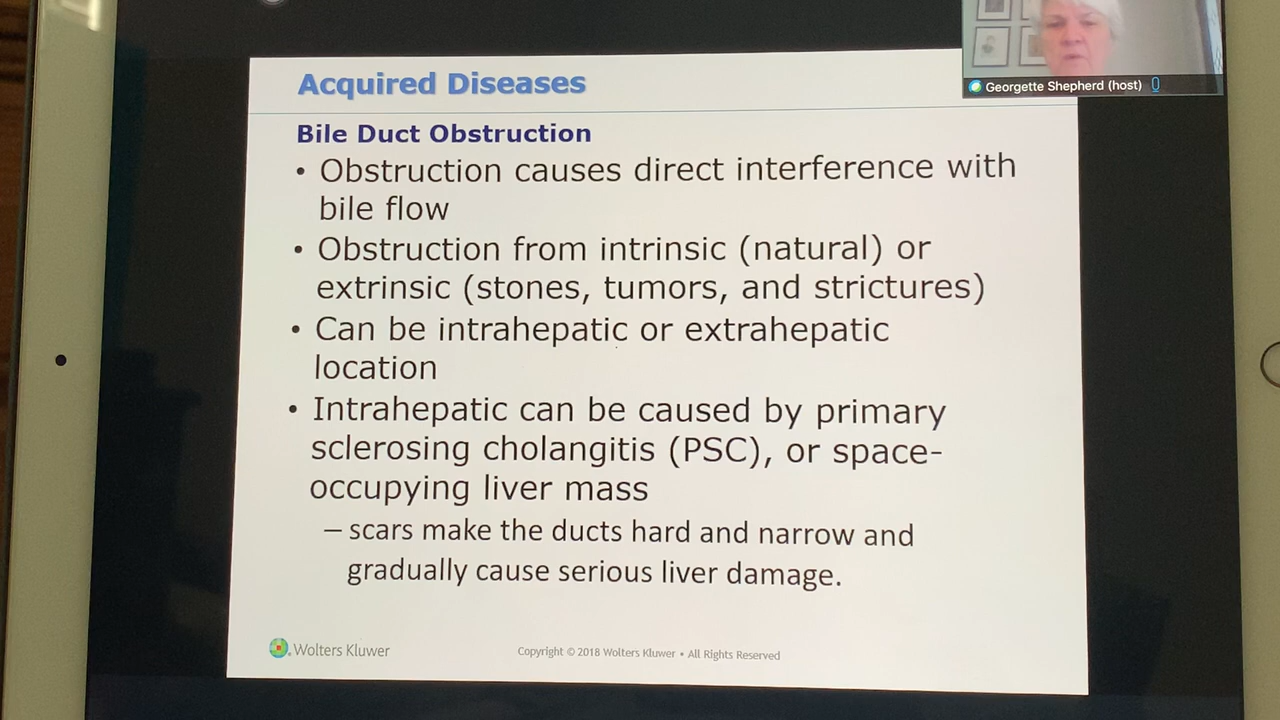 Georgette Shepherd (host)
Acquired Diseases
Bile Duct Obstruction
• Obstruction causes direct interference with
bile flow
• Obstruction from intrinsic (natural) or
extrinsic (stones, tumors, and strictures)
• Can be intrahepatic or extrahepatic
location
• Intrahepatic can be caused by primary
sclerosing cholangitis (PSC), or space-
occupying liver mass
– scars make the ducts hard and narrow and
gradually cause serious liver damage.
Wolters Kluwer
Copyright © 2018 Wolters Kluwer • All Rights Reserved